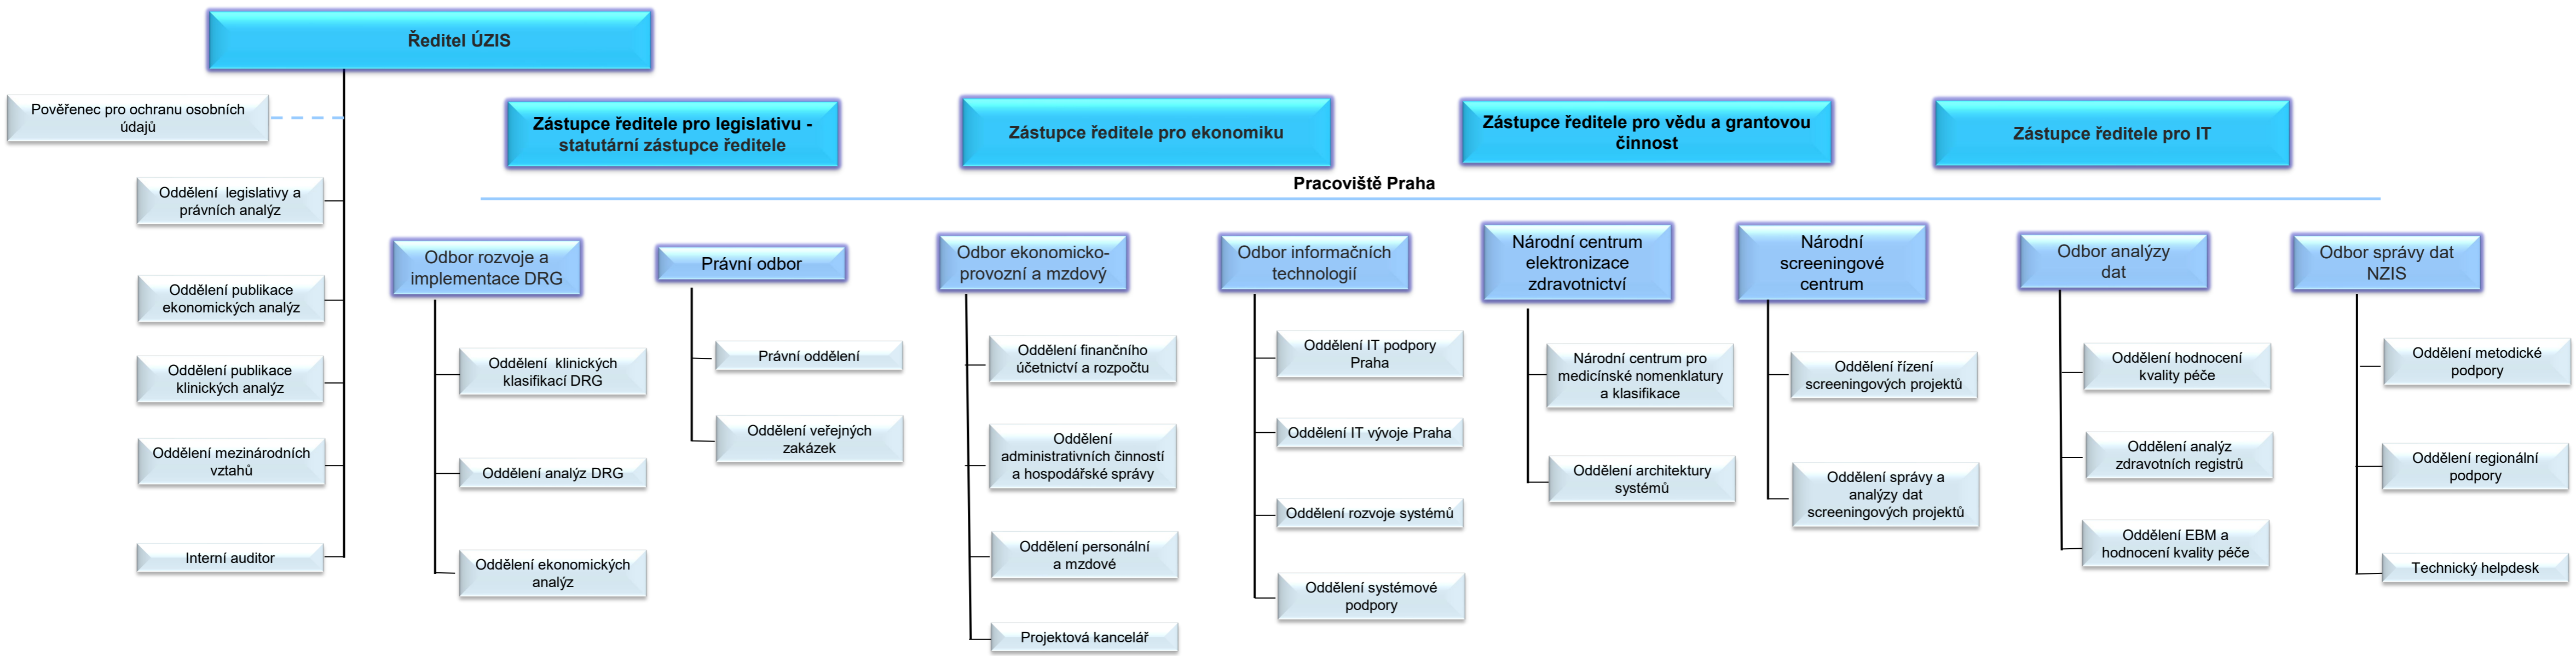 Ředitel ÚZIS
Pověřenec pro ochranu osobních
údajů
Zástupce ředitele pro legislativu -
statutární zástupce ředitele
Zástupce ředitele pro ekonomiku
Zástupce ředitele pro vědu a grantovou
činnost
Zástupce ředitele pro IT
Pracoviště Praha
Oddělení legislativy a
právních analýz
Oddělení publikace
ekonomických analýz
Oddělení publikace
klinických analýz
Oddělení mezinárodních
vztahů
Interní auditor
Odbor rozvoje a
implementace DRG
Oddělení klinických
klasifikací DRG
Oddělení analýz DRG
Oddělení ekonomických
analýz
Právní odbor
Právní oddělení
Oddělení veřejných
zakázek
Odbor ekonomicko-
provozní a mzdový
Oddělení finančního
účetnictví a rozpočtu
Oddělení
administrativních činností
a hospodářské správy
Oddělení personální
a mzdové
Projektová kancelář
Odbor informačních
technologií
Oddělení IT podpory
Praha
Oddělení IT vývoje Praha
Oddělení rozvoje systémů
Oddělení systémové
podpory
Národní centrum
elektronizace
zdravotnictví
Národní centrum pro
medicínské nomenklatury
a klasifikace
Oddělení architektury
systémů
Národní
screeningové
centrum
Oddělení řízení
screeningových projektů
Oddělení správy a
analýzy dat
screeningových projektů
Odbor analýzy
dat
Oddělení hodnocení
kvality péče
Oddělení analýz
zdravotních registrů
Oddělení EBM a
hodnocení kvality péče
Odbor správy dat
NZIS
Oddělení metodické
podpory
Oddělení regionální
podpory
Technický helpdesk